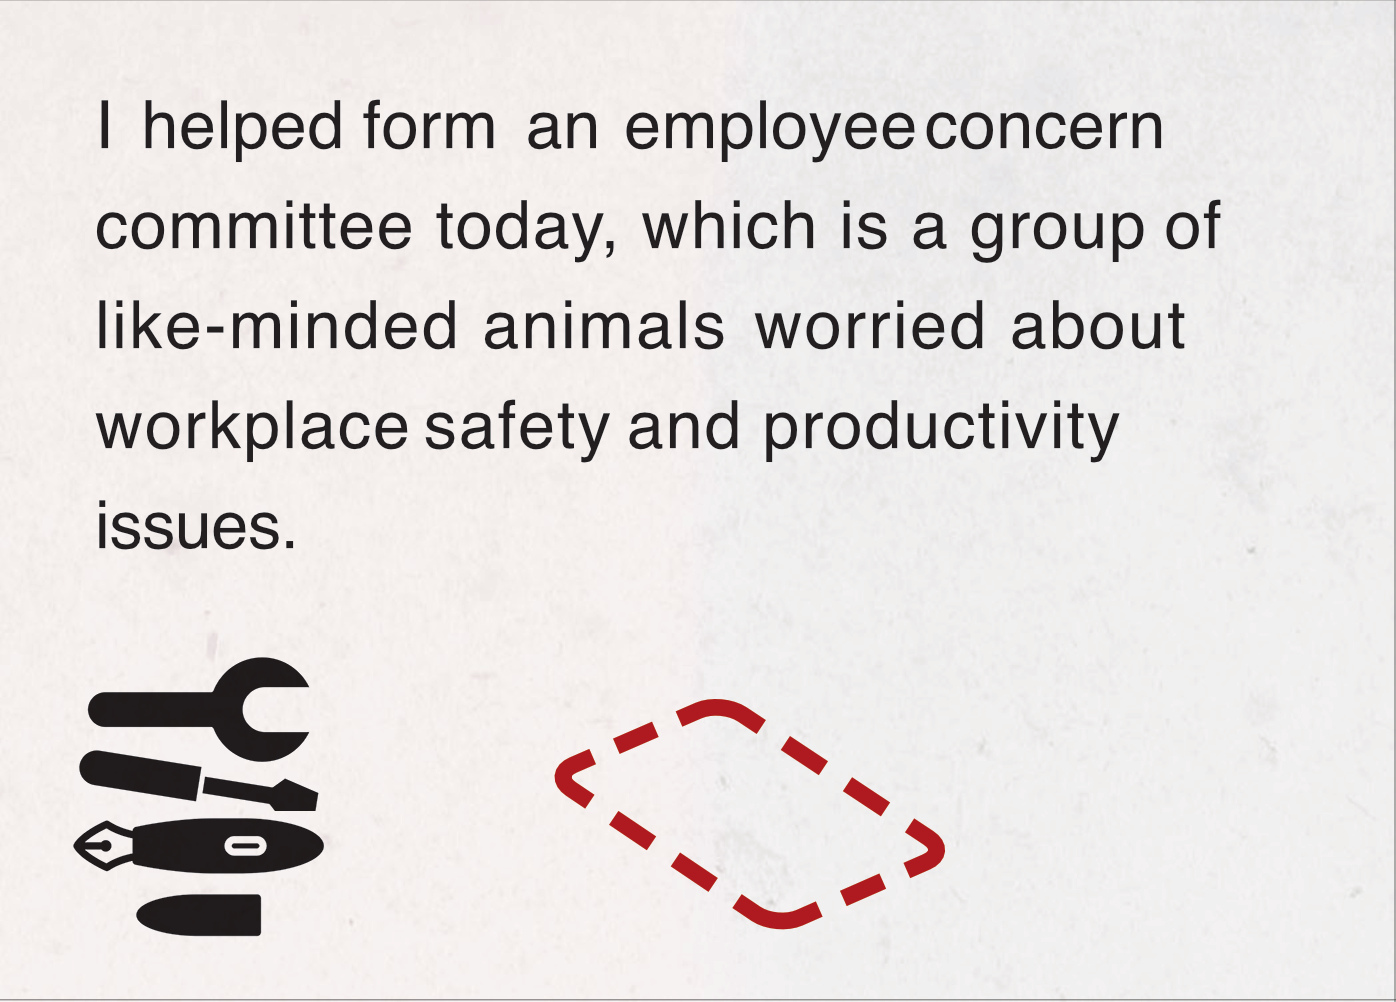 I helped form an employee concern
committee today, which is a group of
like-minded animals worried about
workplace safety and productivity
issues.